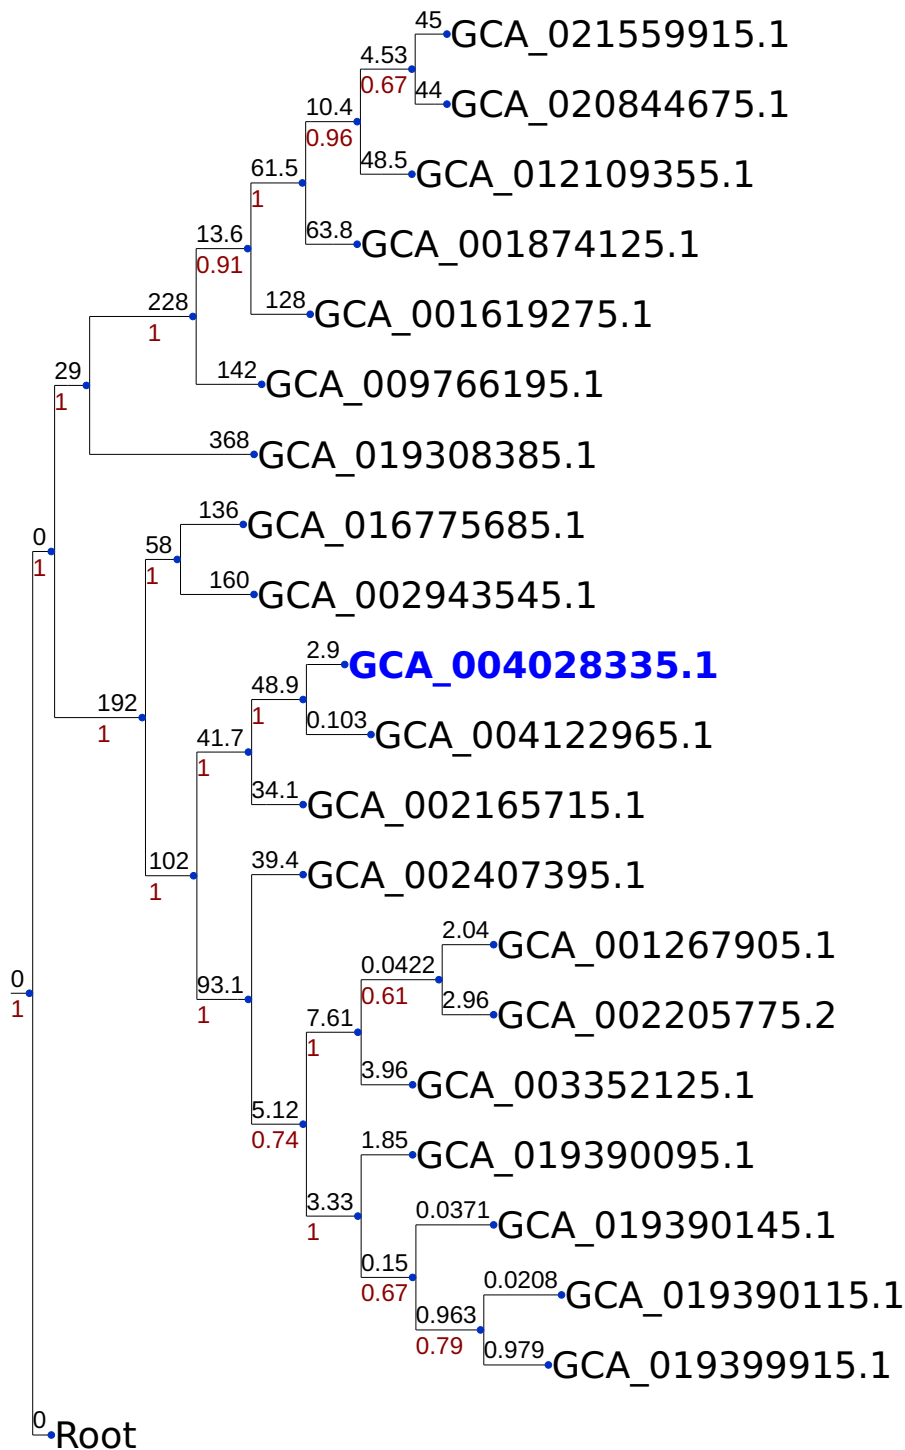 45
GCA_021559915.1
4.53
0.67
44
GCA_020844675.1
10.4
0.96
48.5
GCA_012109355.1
61.5
1
63.8
GCA_001874125.1
13.6
0.91
128
GCA_001619275.1
228
1
142
GCA_009766195.1
29
1
368
GCA_019308385.1
136
GCA_016775685.1
0
1
58
1
160
GCA_002943545.1
2.9
GCA_004028335.1
48.9
1
0.103
GCA_004122965.1
192
1
41.7
1
34.1
GCA_002165715.1
102
1
39.4
GCA_002407395.1
2.04
GCA_001267905.1
0.0422
0.61
2.96
GCA_002205775.2
0
1
93.1
1
7.61
1
3.96
GCA_003352125.1
5.12
0.74
1.85
GCA_019390095.1
3.33
1
0.0371
GCA_019390145.1
0.15
0.67
0.0208
GCA_019390115.1
0.963
0.79
0.979
GCA_019399915.1
0
Root